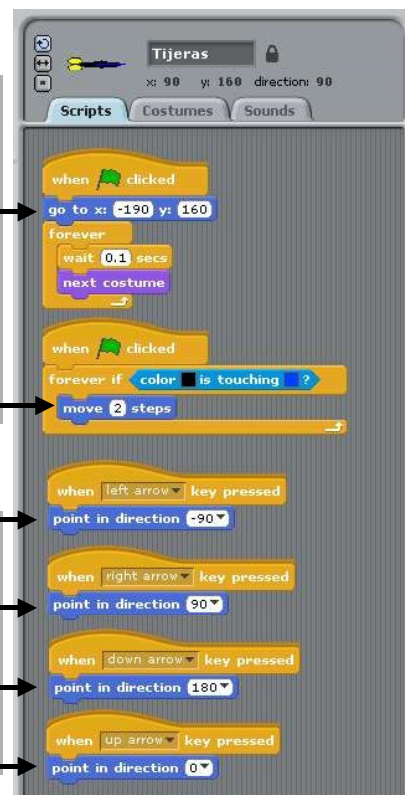 Tijeras
x: 90 y: 160 direction: 90
Scripts Costumes Sounds
when clicked
go to x: -190 y: 160
forever
wait 0.1 secs
next costume
when clicked
forever if color is touching ?
move 2 steps
when left arrow key pressed
point in direction -90
when right arrow key pressed
point in direction 90
when down arrow key pressed
point in direction 180
when up arrow key pressed
point in direction 0